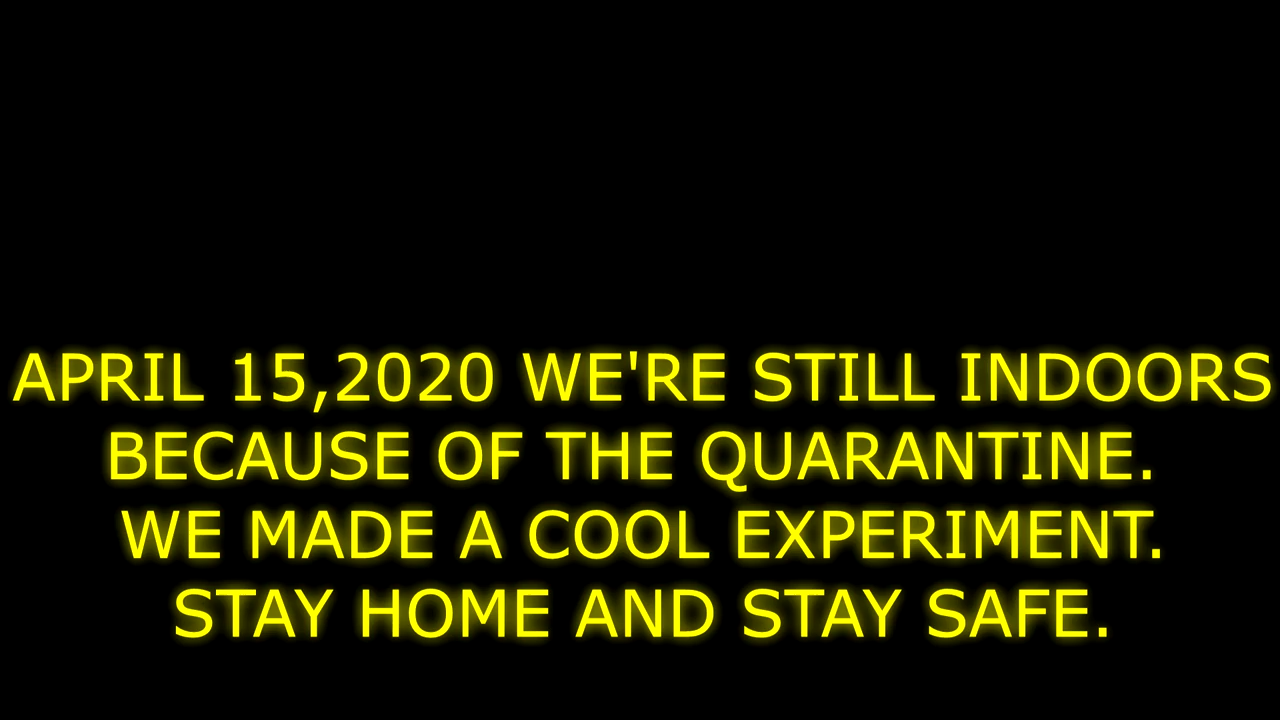 APRIL 15,2020 WE'RE STILL INDOORS
BECAUSE OF THE QUARANTINE.
WE MADE A COOL EXPERIMENT.
STAY HOME AND STAY SAFE.